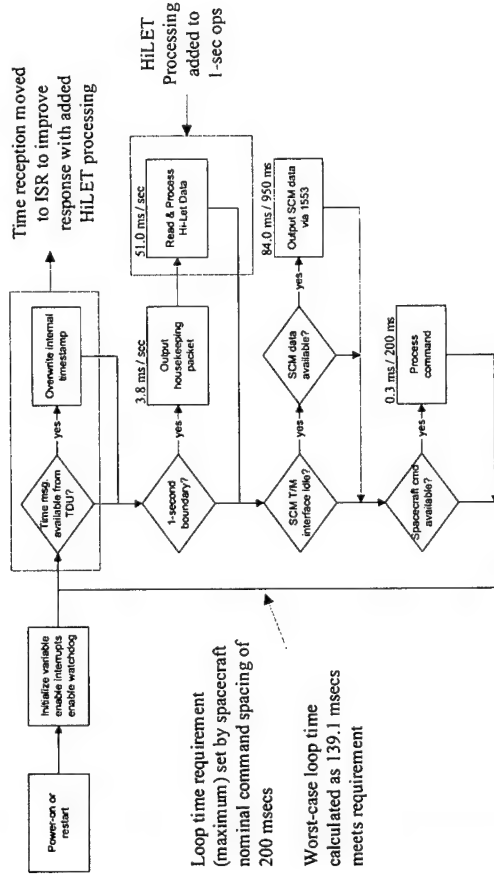 Time reception moved
to ISR to improve
response with added
HiLET processing
HiLET
Processing
added to
1-sec ops
Power-on or
restart
Initialize variable
enable interrupts
enable watchdog
Time msg.
available from
TDU?
yes
Overwrite internal
timestamp
1-second
boundary?
yes
3.8 ms/ sec
Output
housekeeping
packet
51.0 ms/ sec
Read & Process
Hi-Let Data
SCM T/M
interface Idle?
yes
SCM data
available?
yes
84.0 ms / 950 ms
Output SCM data
via 1553
Spacecraft cmd
available?
yes
0.3 ms/ 200 ms
Process
command
Loop time requirement
(maximum) set by spacecraft
nominal command spacing of
200 msecs
Worst-case loop time
calculated as 139.1 msecs
meets requirement